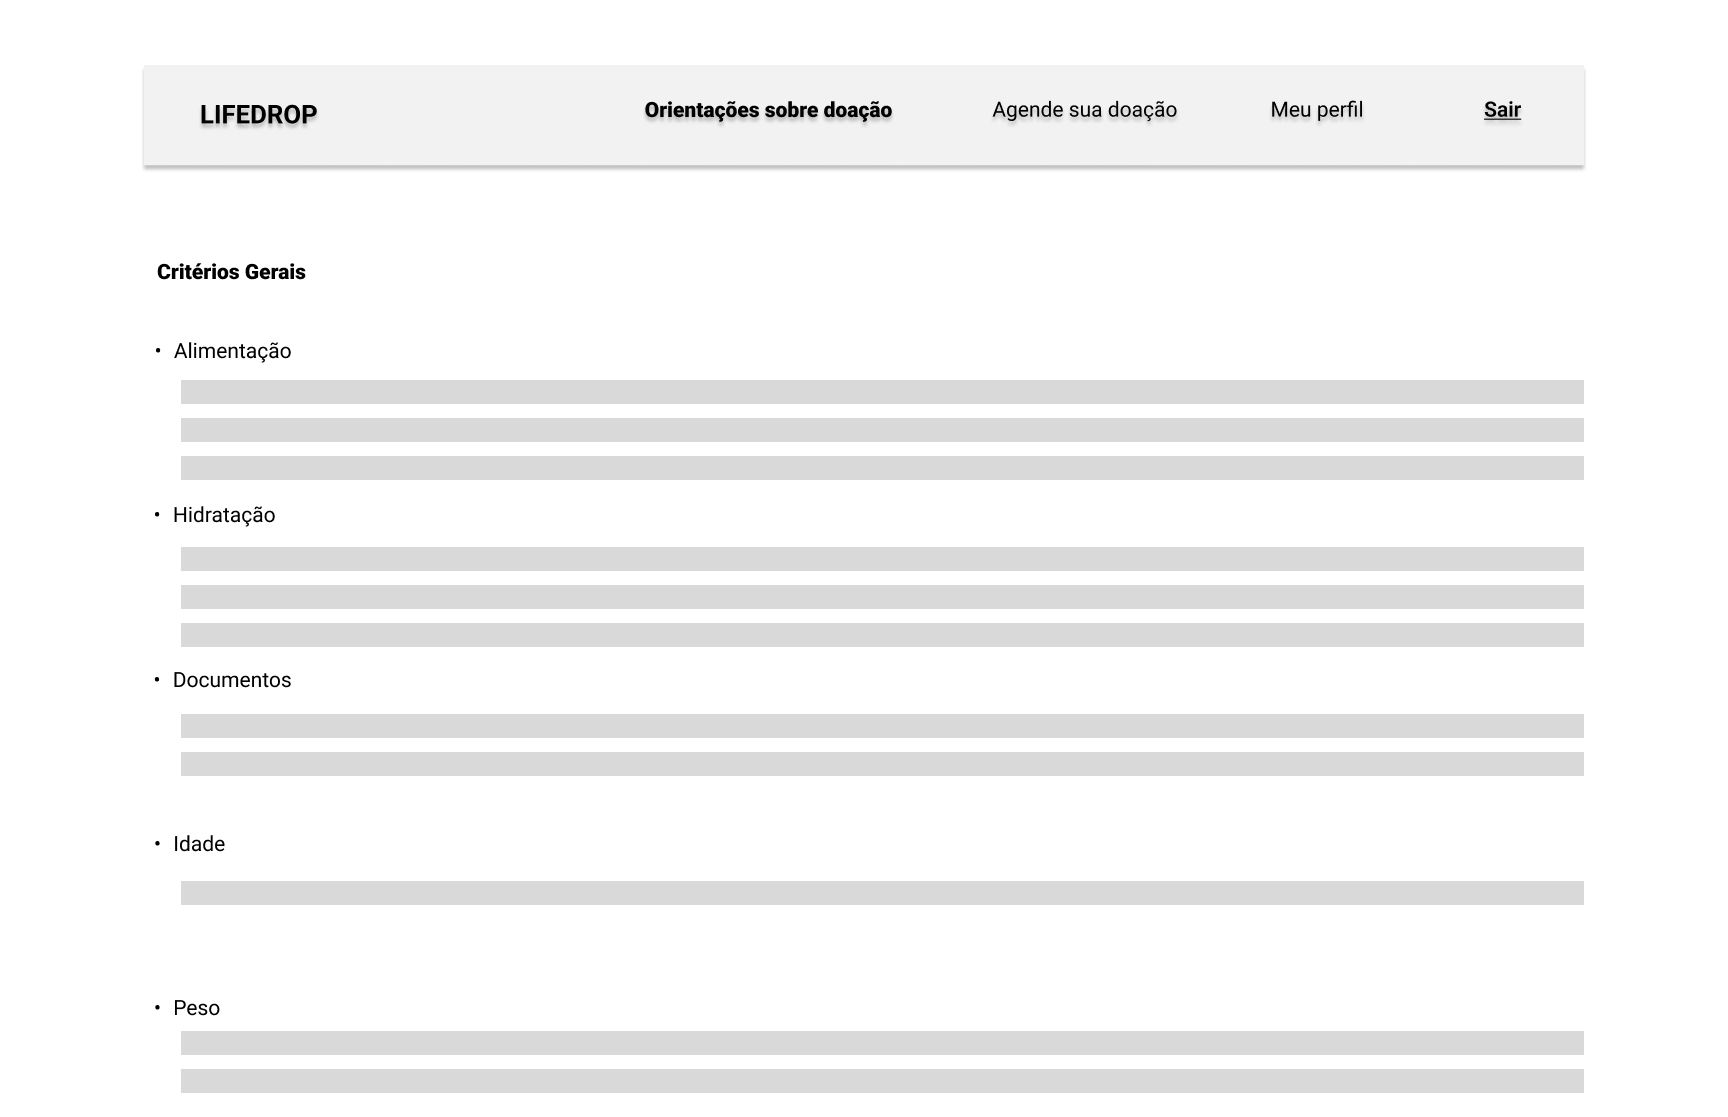 LIFEDROP
Orientações sobre doação
Agende sua doação
Meu perfil
Sair
Critérios Gerais
• Alimentação
• Hidratação
• Documentos
• Idade
• Peso